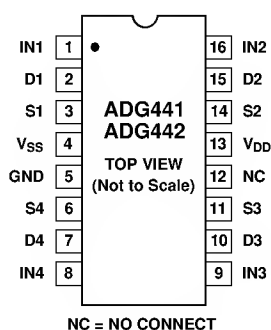 IN1 1 16 IN2
D1 2 15 D2
S1 3 14 S2
ADG441
ADG442
VSS 4 13 VDD
TOP VIEW
GND 5 12 NC
(Not to Scale)
S4 6 11 S3
D4 7 10 D3
IN4 8 9 IN3
NC = NO CONNECT